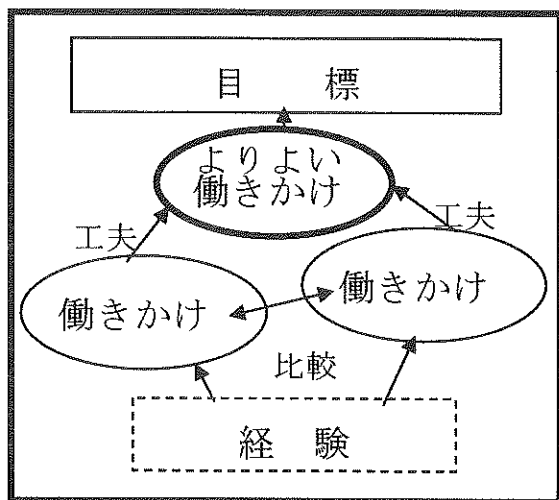 目　標
よりよい
働きかけ
工夫
工夫
働きかけ
働きかけ
比較
経　験